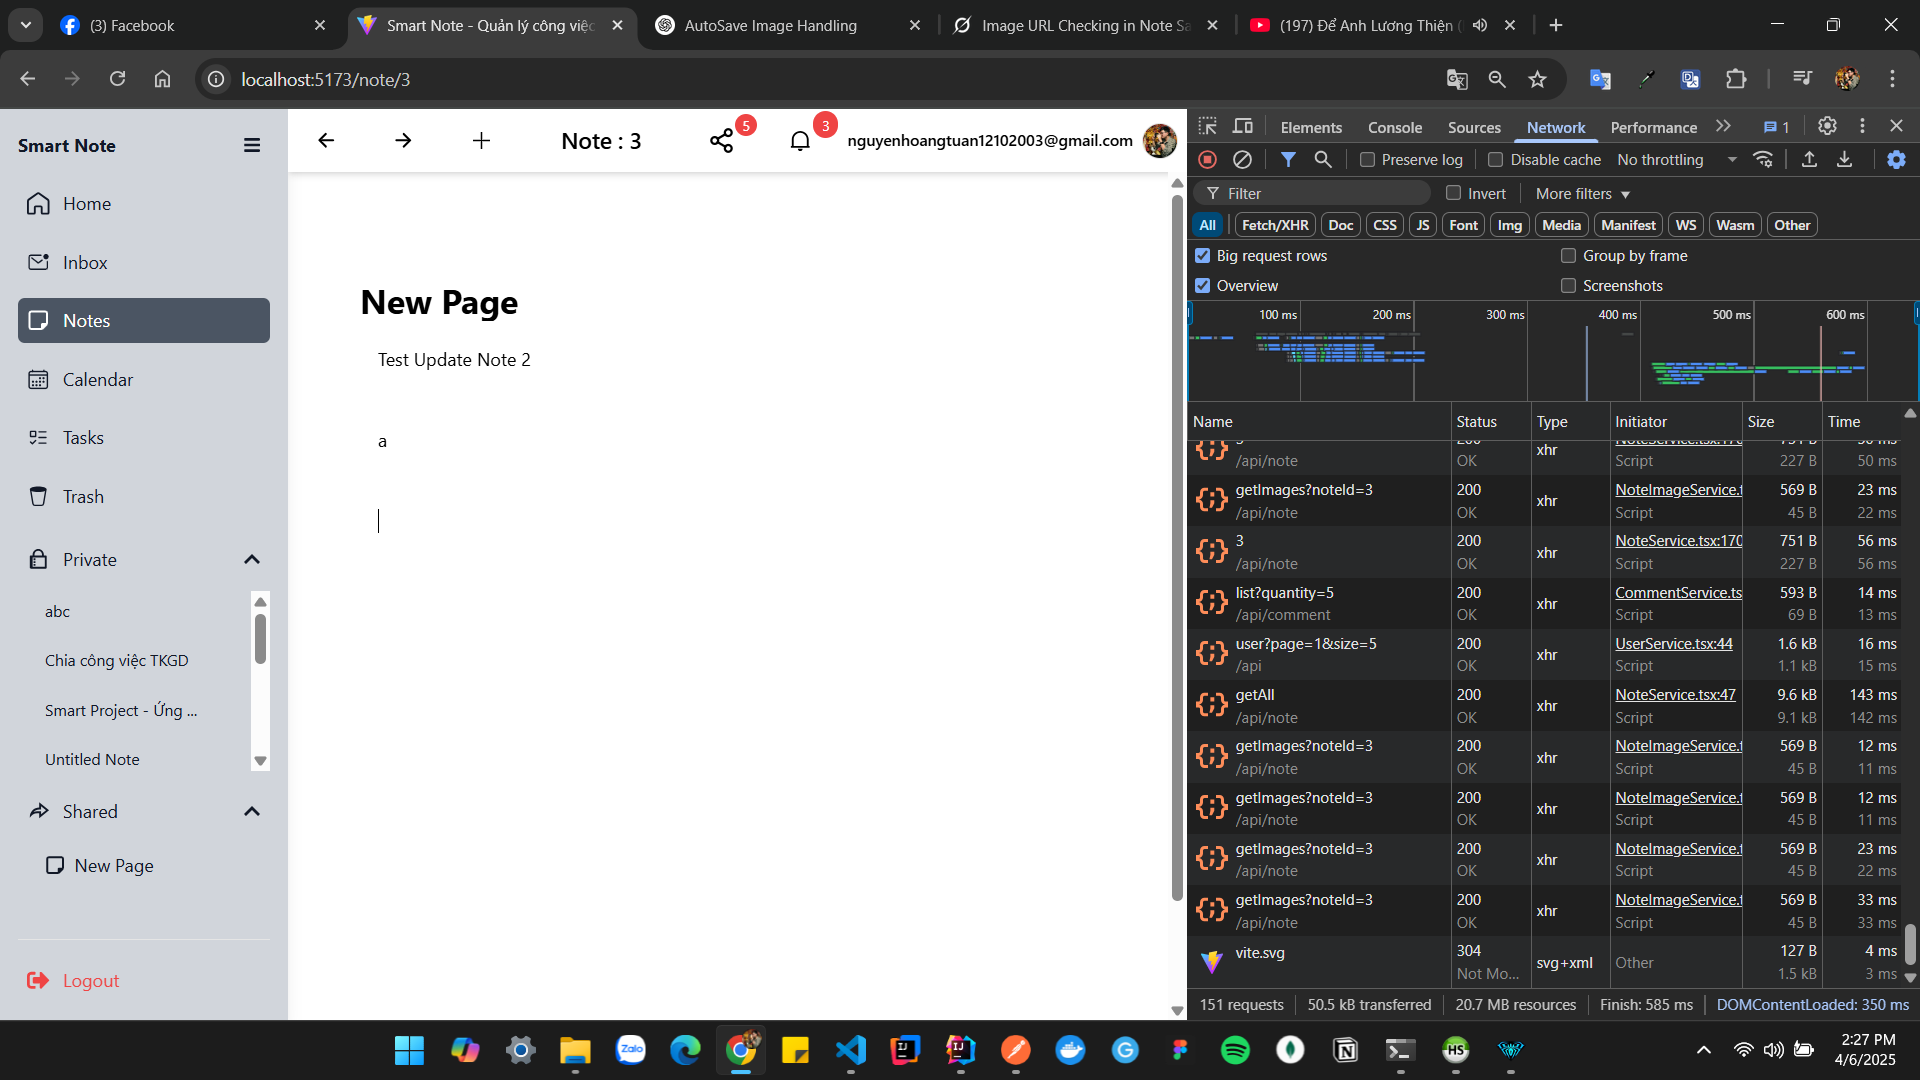 (3) Facebook
Smart Note - Quản lý công việc
AutoSave Image Handling
Image URL Checking in Note Sa
(197) Để Anh Lương Thiện (
localhost:5173/note/3
Smart Note
Home
Inbox
Notes
Calendar
Tasks
Trash
Private
abc
Chia công việc TKGD
Smart Project - Ứng ...
Untitled Note
Shared
New Page
Logout
Note : 3
5
3
nguyenhoangtuan12102003@gmail.com
New Page
Test Update Note 2
a
Elements Console Sources Network Performance 1
Preserve log Disable cache No throttling
Filter Invert More filters
All Fetch/XHR Doc CSS JS Font Img Media Manifest WS Wasm Other
Big request rows Group by frame
Overview Screenshots
100 ms 200 ms 300 ms 400 ms 500 ms 600 ms
Name Status Type Initiator Size Time
/api/note OK xhr Script 227 B 50 ms
getImages?noteId=3 200 xhr NoteImageService.t 569 B 23 ms
/api/note OK Script 45 B 22 ms
3 200 xhr NoteService.tsx:170 751 B 56 ms
/api/note OK Script 227 B 56 ms
list?quantity=5 200 xhr CommentService.ts 593 B 14 ms
/api/comment OK Script 69 B 13 ms
user?page=1&size=5 200 xhr UserService.tsx:44 1.6 kB 16 ms
/api OK Script 1.1 kB 15 ms
getAll 200 xhr NoteService.tsx:47 9.6 kB 143 ms
/api/note OK Script 9.1 kB 142 ms
getImages?noteId=3 200 xhr NoteImageService.t 569 B 12 ms
/api/note OK Script 45 B 11 ms
getImages?noteId=3 200 xhr NoteImageService.t 569 B 12 ms
/api/note OK Script 45 B 11 ms
getImages?noteId=3 200 xhr NoteImageService.t 569 B 23 ms
/api/note OK Script 45 B 22 ms
getImages?noteId=3 200 xhr NoteImageService.t 569 B 33 ms
/api/note OK Script 45 B 33 ms
vite.svg 304 svg+xml Other 127 B 4 ms
Not Mo... 1.5 kB 3 ms
151 requests 50.5 kB transferred 20.7 MB resources Finish: 585 ms DOMContentLoaded: 350 ms
Zalo
HS
2:27 PM
4/6/2025